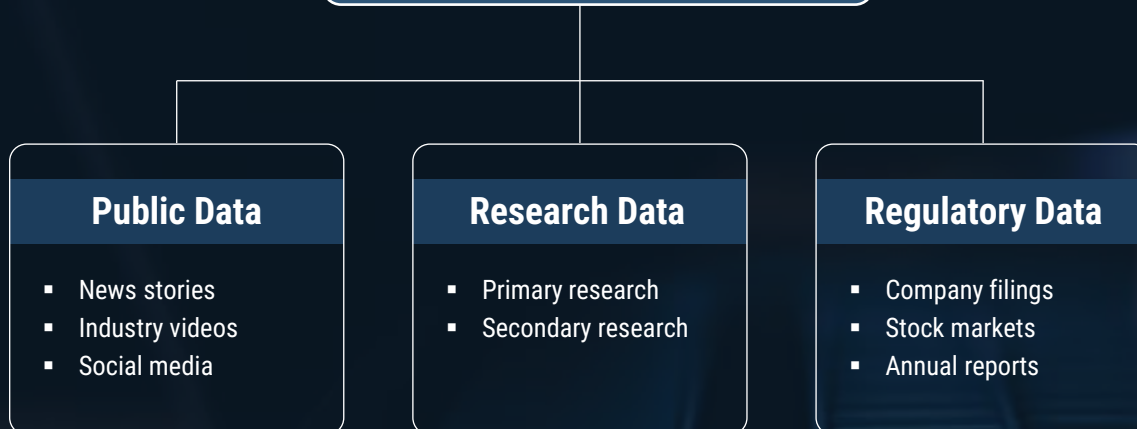 Public Data
News stories
Industry videos
Social media
Research Data
Primary research
Secondary research
Regulatory Data
Company filings
Stock markets
Annual reports